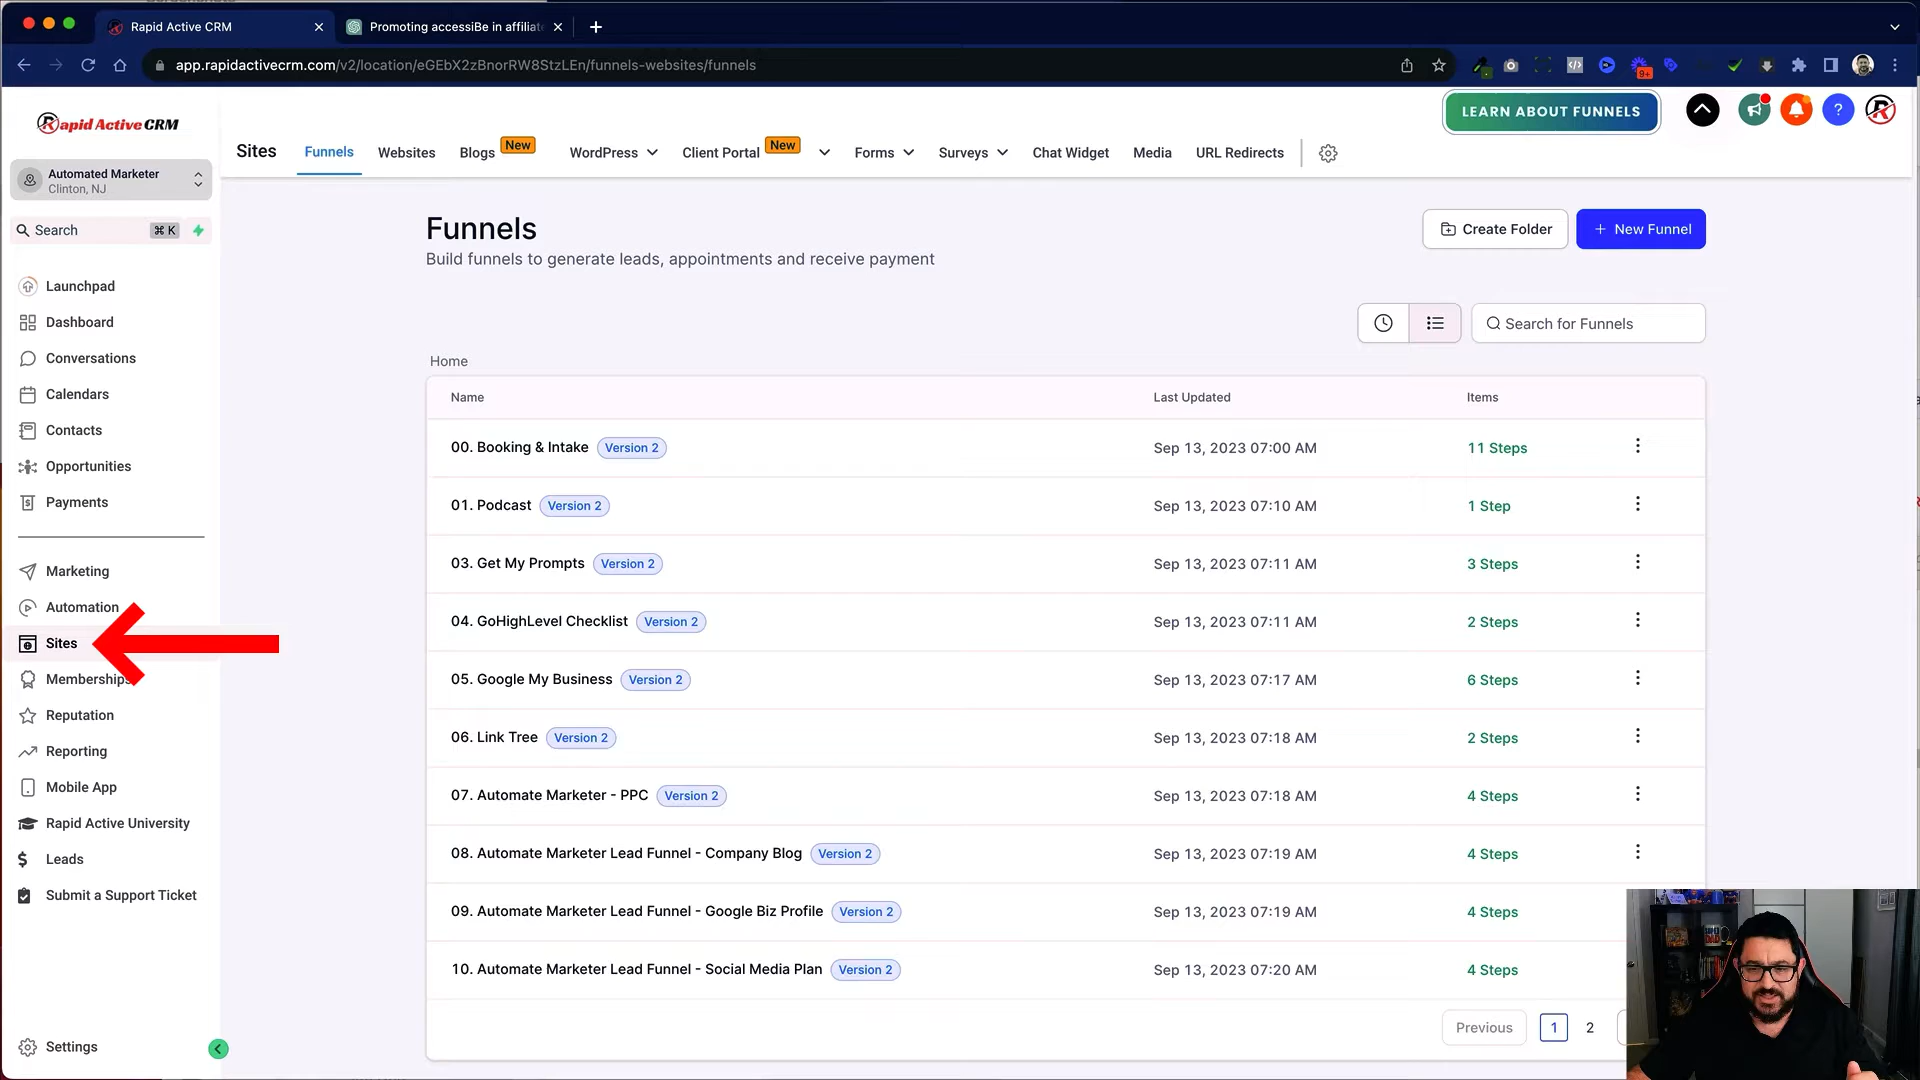 Rapid Active CRM
Promoting accessiBe in affiliate
app.rapidactivecrm.com/v2/location/eGEbX2zBnorRW8StzLEn/funnels-websites/funnels
9+
Rapid Active CRM
LEARN ABOUT FUNNELS
?
R
Sites
Funnels
Websites
Blogs
New
WordPress
Client Portal
New
Forms
Surveys
Chat Widget
Media
URL Redirects
Automated Marketer
Clinton, NJ
Search
⌘ K
Launchpad
Dashboard
Conversations
Calendars
Contacts
Opportunities
Payments
Marketing
Automation
Sites
Memberships
Reputation
Reporting
Mobile App
Rapid Active University
Leads
Submit a Support Ticket
Settings
Funnels
Build funnels to generate leads, appointments and receive payment
Create Folder
+ New Funnel
Search for Funnels
Home
Name Last Updated Items
00. Booking & Intake Version 2 Sep 13, 2023 07:00 AM 11 Steps
01. Podcast Version 2 Sep 13, 2023 07:10 AM 1 Step
03. Get My Prompts Version 2 Sep 13, 2023 07:11 AM 3 Steps
04. GoHighLevel Checklist Version 2 Sep 13, 2023 07:11 AM 2 Steps
05. Google My Business Version 2 Sep 13, 2023 07:17 AM 6 Steps
06. Link Tree Version 2 Sep 13, 2023 07:18 AM 2 Steps
07. Automate Marketer - PPC Version 2 Sep 13, 2023 07:18 AM 4 Steps
08. Automate Marketer Lead Funnel - Company Blog Version 2 Sep 13, 2023 07:19 AM 4 Steps
09. Automate Marketer Lead Funnel - Google Biz Profile Version 2 Sep 13, 2023 07:19 AM 4 Steps
10. Automate Marketer Lead Funnel - Social Media Plan Version 2 Sep 13, 2023 07:20 AM 4 Steps
Previous 1 2